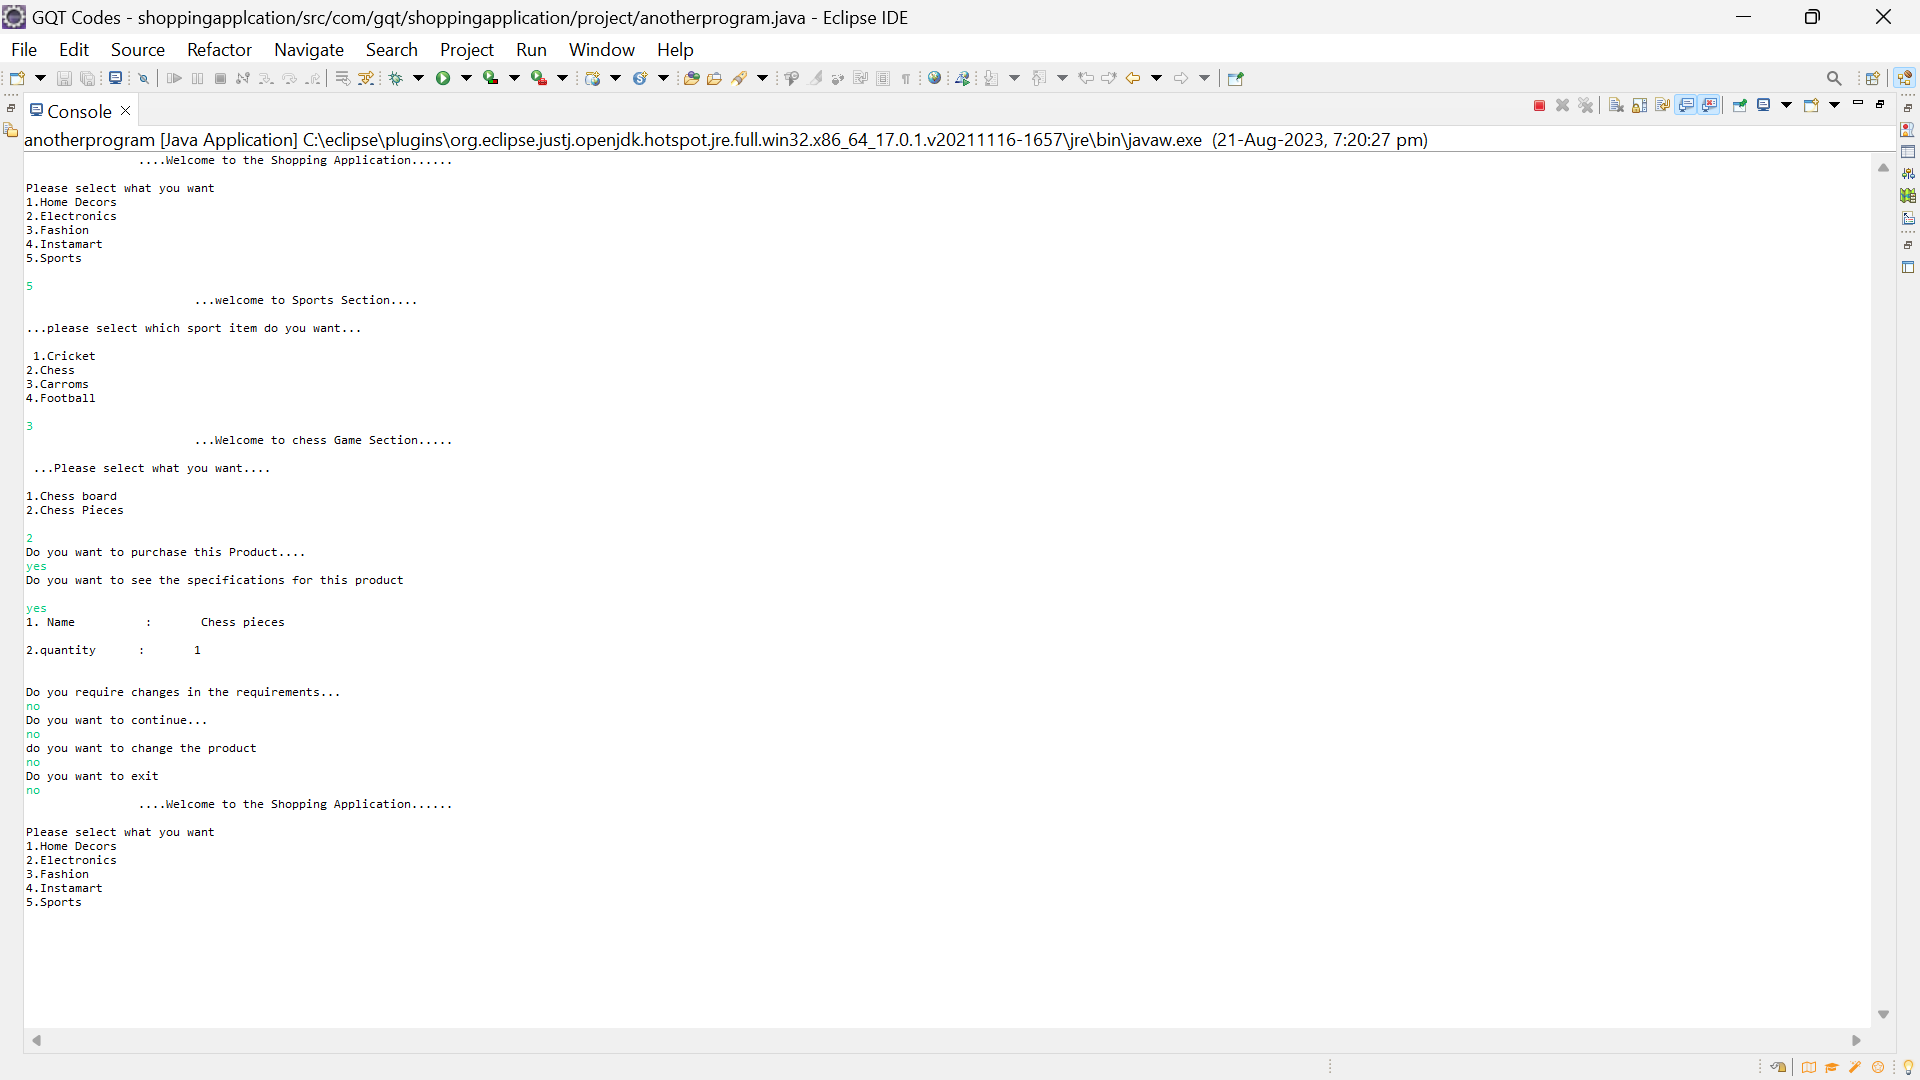 GQT Codes - shoppingapplcation/src/com/gqt/shoppingapplication/project/anotherprogram.java - Eclipse IDE
File Edit Source Refactor Navigate Search Project Run Window Help
Console
anotherprogram [Java Application] C:\eclipse\plugins\org.eclipse.justj.openjdk.hotspot.jre.full.win32.x86_64_17.0.1.v20211116-1657\jre\bin\javaw.exe (21-Aug-2023, 7:20:27 pm)
....Welcome to the Shopping Application......
Please select what you want
1.Home Decors
2.Electronics
3.Fashion
4.Instamart
5.Sports
5
...welcome to Sports Section....
...please select which sport item do you want...
1.Cricket
2.Chess
3.Carroms
4.Football
3
...Welcome to chess Game Section.....
...Please select what you want....
1.Chess board
2.Chess Pieces
2
Do you want to purchase this Product....
yes
Do you want to see the specifications for this product
yes
1. Name : Chess pieces
2.quantity : 1
Do you require changes in the requirements...
no
Do you want to continue...
no
do you want to change the product
no
Do you want to exit
no
....Welcome to the Shopping Application......
Please select what you want
1.Home Decors
2.Electronics
3.Fashion
4.Instamart
5.Sports